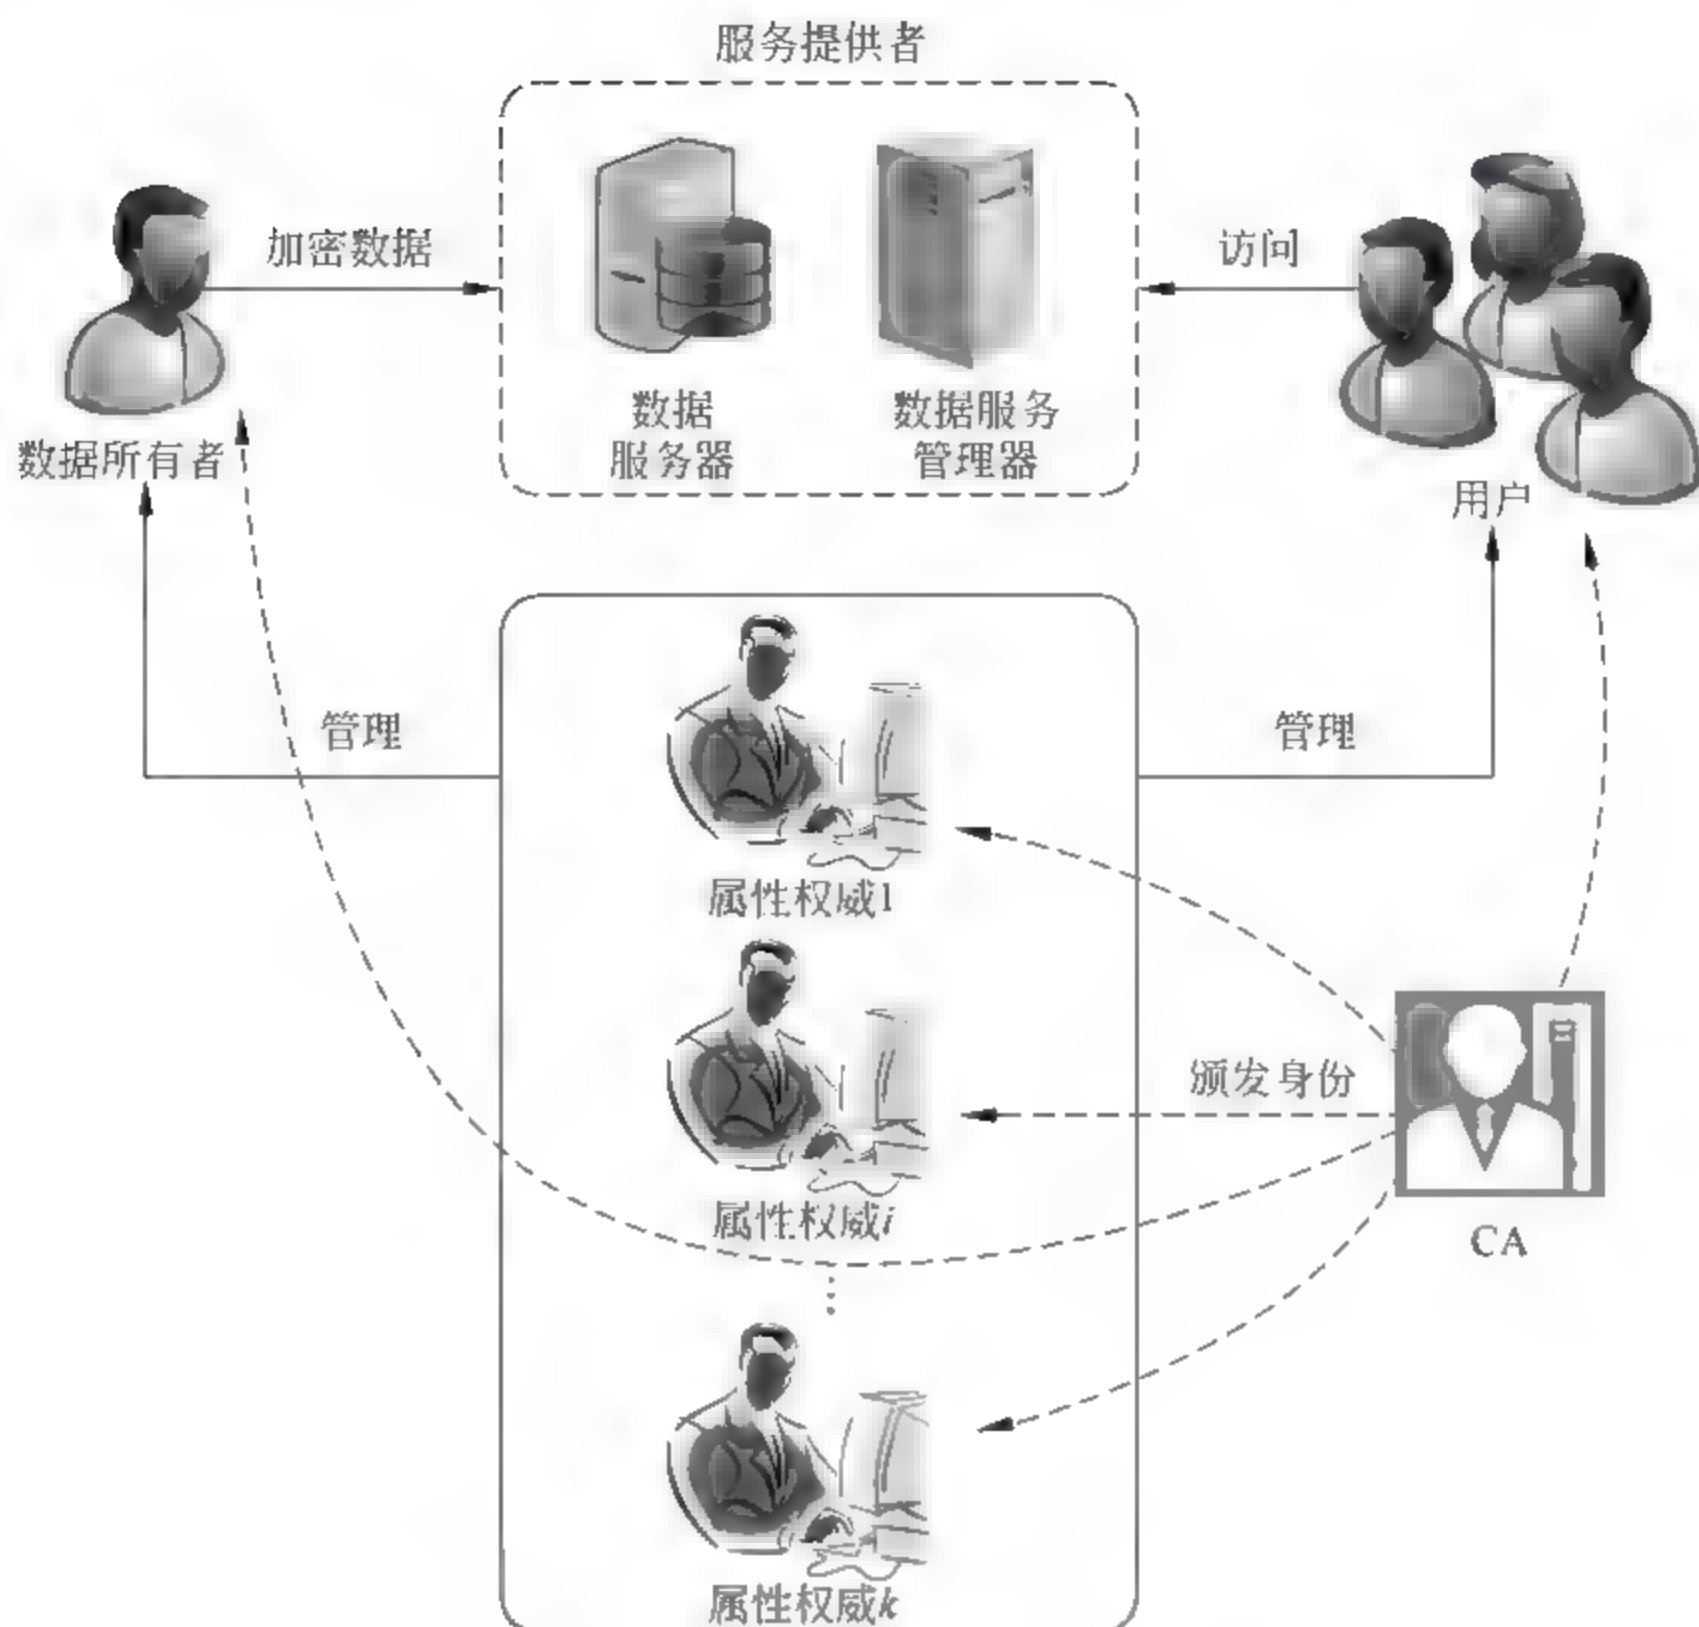 服务提供者
加密数据
访问
数据
服务器
数据服务
管理器
数据所有者
用户
管理
管理
属性权威1
颁发身份
属性权威i
CA
属性权威k